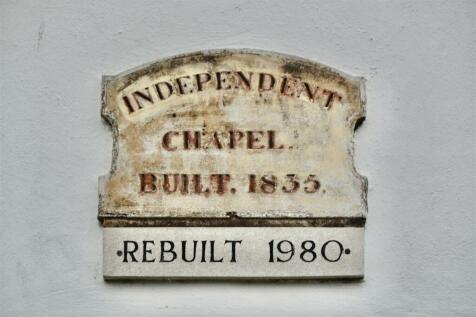 INDEPENDENT
CHAPEL.
BUILT. 1835.
·REBUILT 1980·